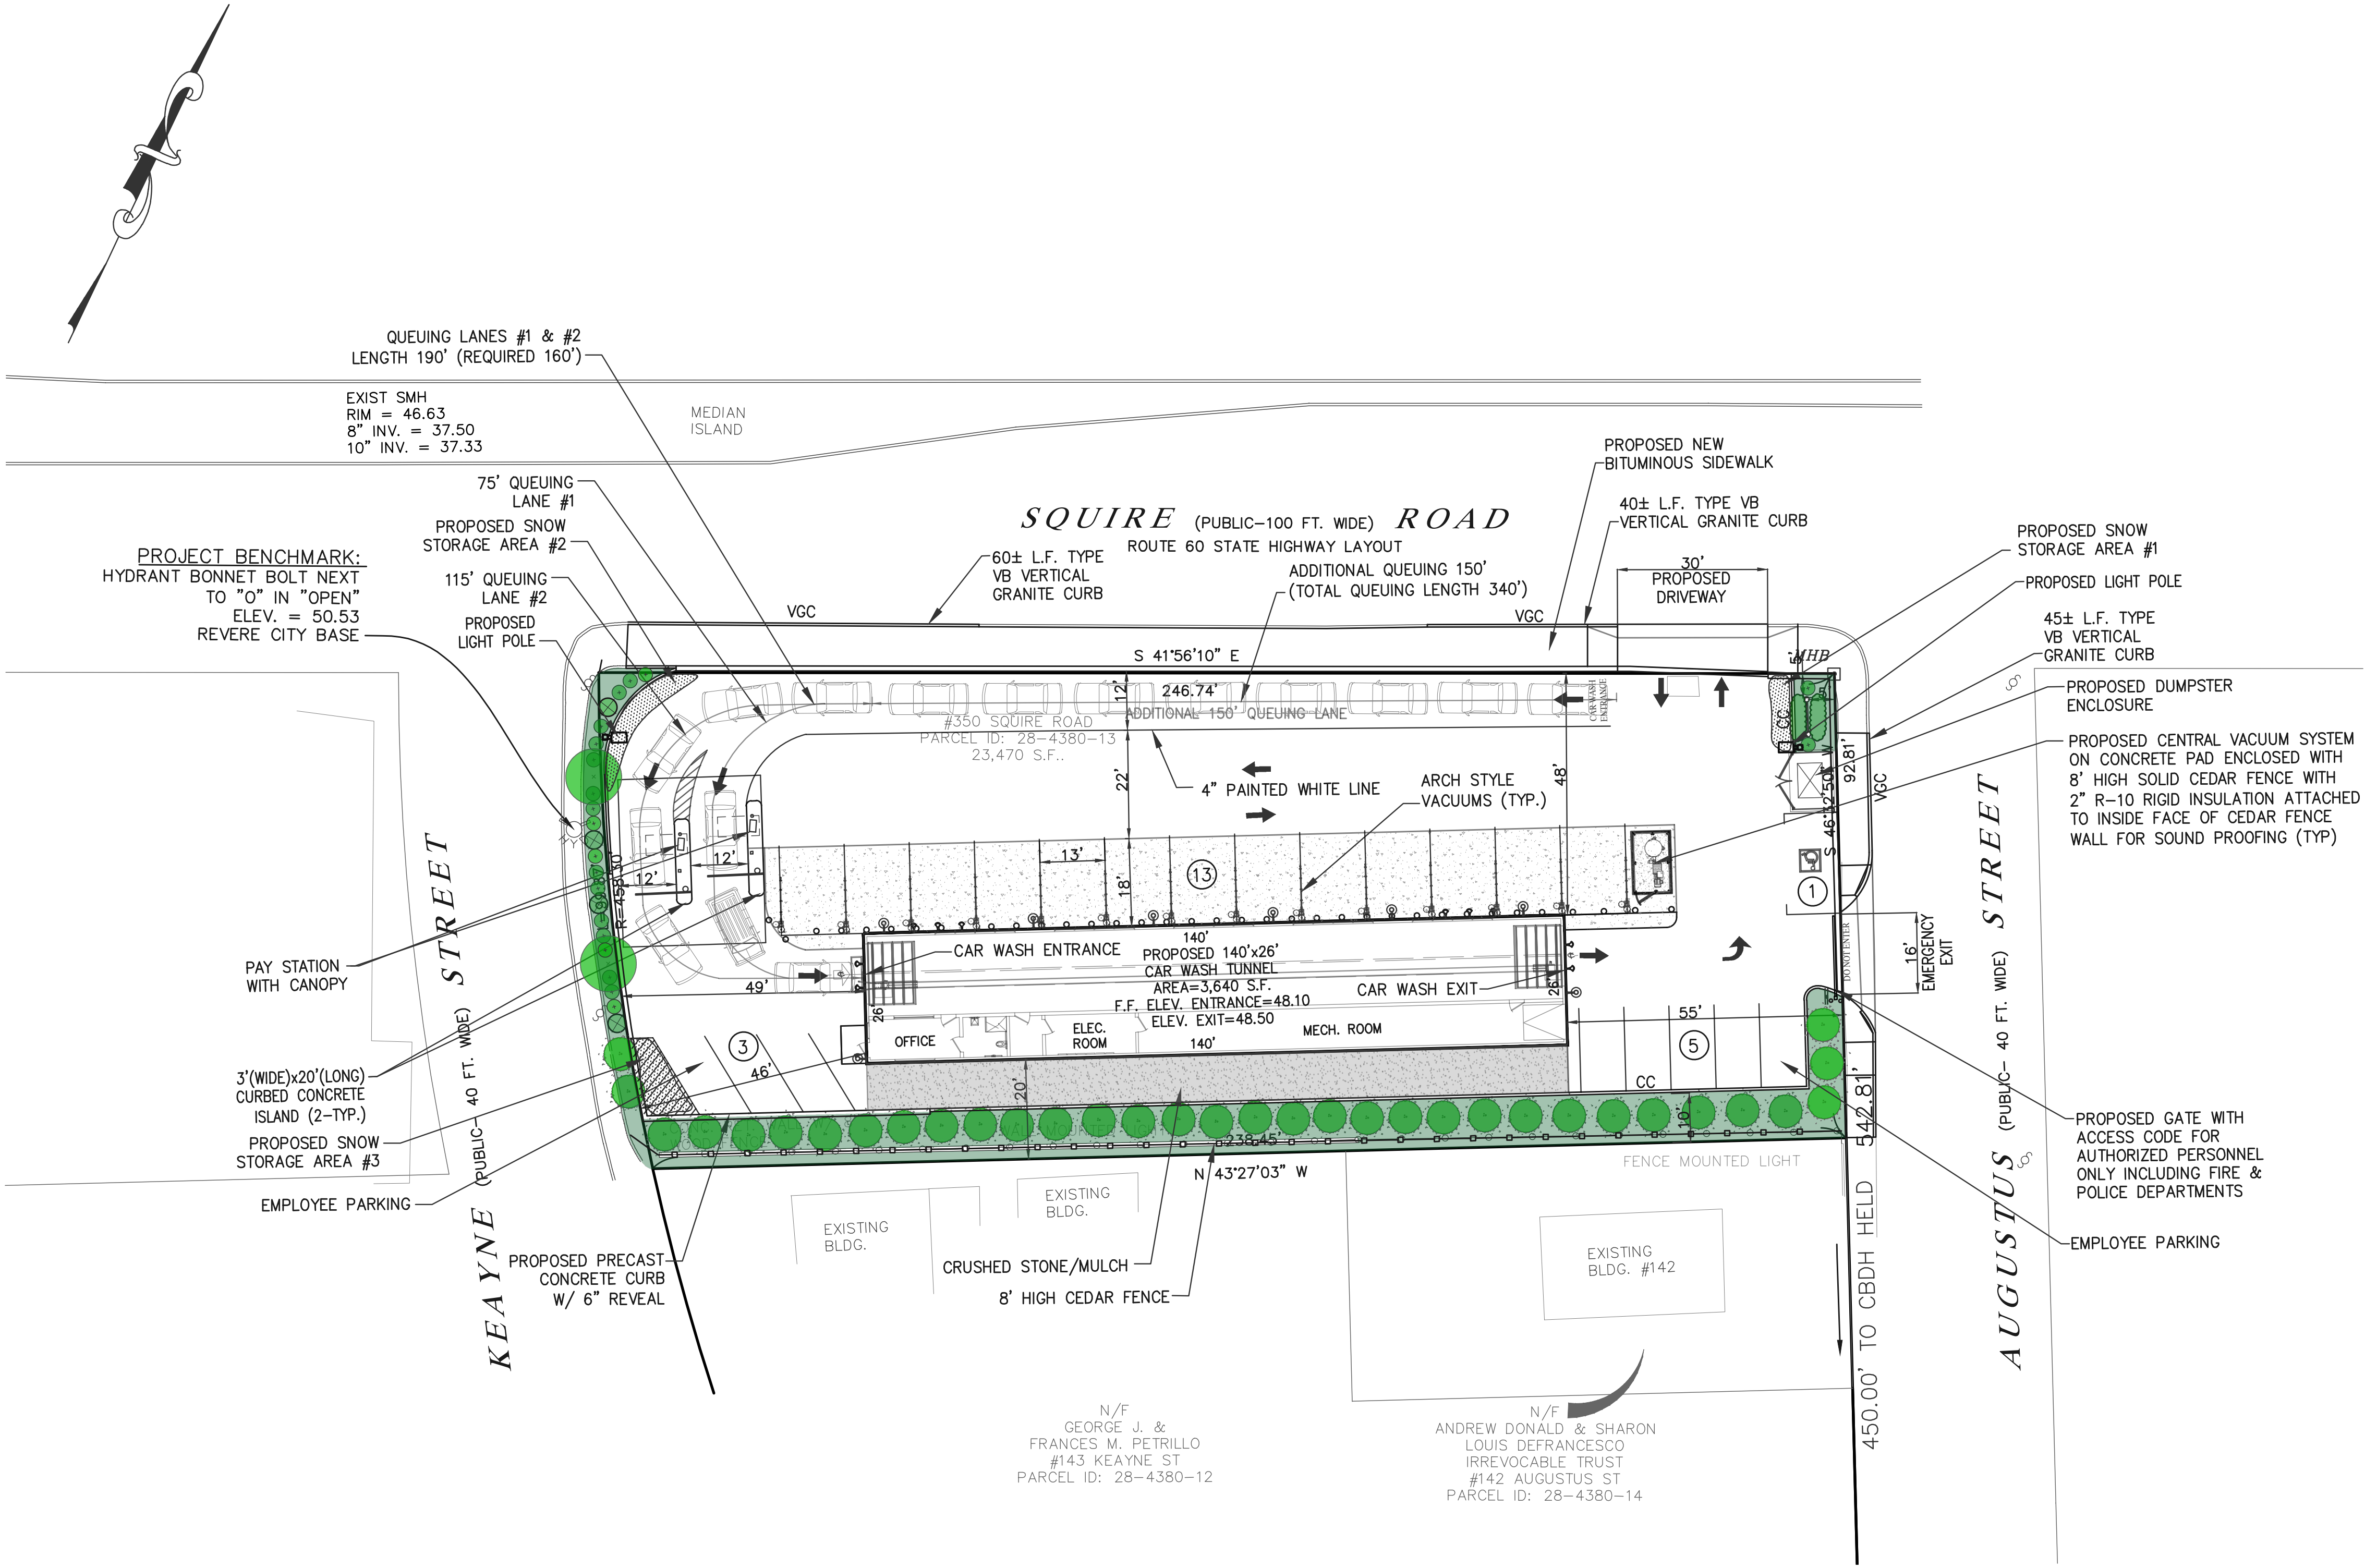 QUEUING LANES #1 & #2
LENGTH 190' (REQUIRED 160')
EXIST SMH
RIM = 46.63
8" INV. = 37.50
10" INV. = 37.33
MEDIAN
ISLAND
PROPOSED NEW
BITUMINOUS SIDEWALK
75' QUEUING
LANE #1
PROPOSED SNOW
STORAGE AREA #2
115' QUEUING
LANE #2
PROPOSED
LIGHT POLE
PROJECT BENCHMARK:
HYDRANT BONNET BOLT NEXT
TO "O" IN "OPEN"
ELEV. = 50.53
REVERE CITY BASE
SQUIRE (PUBLIC-100 FT. WIDE) ROAD
ROUTE 60 STATE HIGHWAY LAYOUT
60± L.F. TYPE
VB VERTICAL
GRANITE CURB
ADDITIONAL QUEUING 150'
(TOTAL QUEUING LENGTH 340')
40± L.F. TYPE VB
VERTICAL GRANITE CURB
30'
PROPOSED
DRIVEWAY
PROPOSED SNOW
STORAGE AREA #1
PROPOSED LIGHT POLE
45± L.F. TYPE
VB VERTICAL
GRANITE CURB
PROPOSED DUMPSTER
ENCLOSURE
PROPOSED CENTRAL VACUUM SYSTEM
ON CONCRETE PAD ENCLOSED WITH
8' HIGH SOLID CEDAR FENCE WITH
2" R-10 RIGID INSULATION ATTACHED
TO INSIDE FACE OF CEDAR FENCE
WALL FOR SOUND PROOFING (TYP)
VGC
VGC
S 41°56'10" E
5'
MHB
12'
246.74'
CAR WASH
ENTRANCE
#350 SQUIRE ROAD
PARCEL ID: 28-4380-13
23,470 S.F..
ADDITIONAL 150' QUEUING LANE
CC
92.81'
VGC
22'
48'
4" PAINTED WHITE LINE
ARCH STYLE
VACUUMS (TYP.)
12'
12'
13'
18'
13
1
16'
EMERGENCY
EXIT
DO NOT ENTER
PAY STATION
WITH CANOPY
CAR WASH ENTRANCE
140'
PROPOSED 140'x26'
CAR WASH TUNNEL
AREA=3,640 S.F.
F.F. ELEV. ENTRANCE=48.10
ELEV. EXIT=48.50
CAR WASH EXIT
49'
26'
26'
OFFICE
ELEC.
ROOM
MECH. ROOM
140'
55'
3
5
46'
20'
CC
10'
3'(WIDE)x20'(LONG)
CURBED CONCRETE
ISLAND (2-TYP.)
PROPOSED SNOW
STORAGE AREA #3
EMPLOYEE PARKING
238.45'
N 43°27'03" W
FENCE MOUNTED LIGHT
PROPOSED GATE WITH
ACCESS CODE FOR
AUTHORIZED PERSONNEL
ONLY INCLUDING FIRE &
POLICE DEPARTMENTS
EMPLOYEE PARKING
KEAYNE (PUBLIC-40 FT. WIDE) STREET
AUGUSTUS (PUBLIC- 40 FT. WIDE) STREET
450.00' TO CBDH HELD 542.81'
EXISTING
BLDG.
EXISTING
BLDG.
EXISTING
BLDG. #142
PROPOSED PRECAST
CONCRETE CURB
W/ 6" REVEAL
CRUSHED STONE/MULCH
8' HIGH CEDAR FENCE
N/F
GEORGE J. &
FRANCES M. PETRILLO
#143 KEAYNE ST
PARCEL ID: 28-4380-12
N/F
ANDREW DONALD & SHARON
LOUIS DEFRANCESCO
IRREVOCABLE TRUST
#142 AUGUSTUS ST
PARCEL ID: 28-4380-14